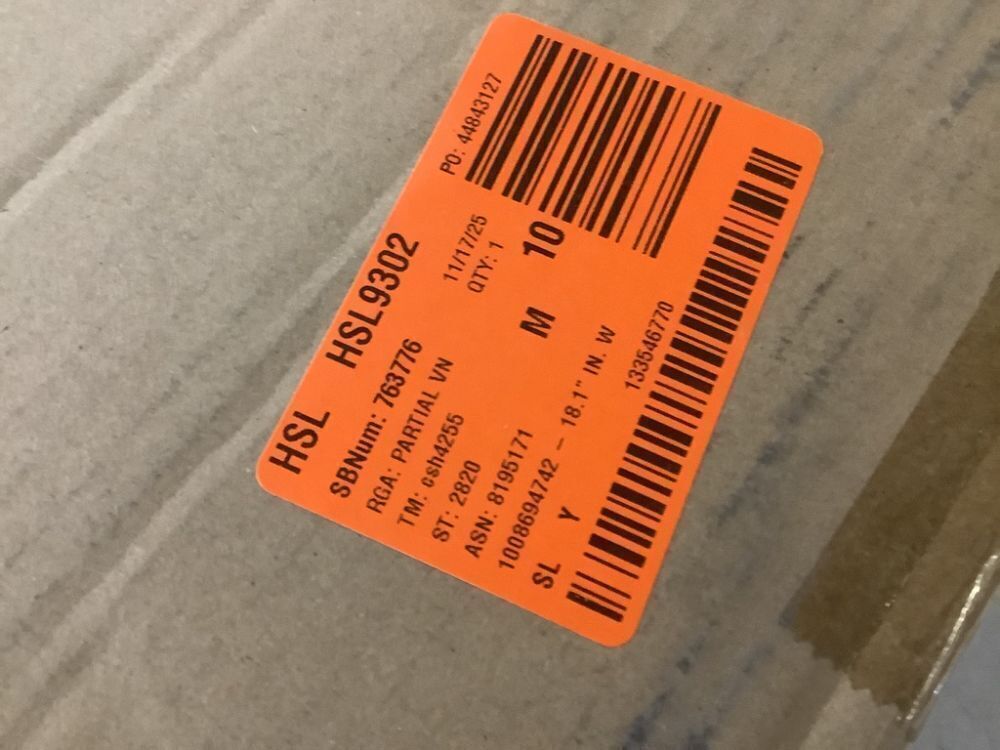 HSL HSL9302 PO: 44843127
SBNum: 763776 11/17/25
RGA: PARTIAL VN QTY: 1
TM: csh4255
ST: 2820 M 10
ASN: 8195171
1008694742 - 18.1" IN. W
SL Y 133546770